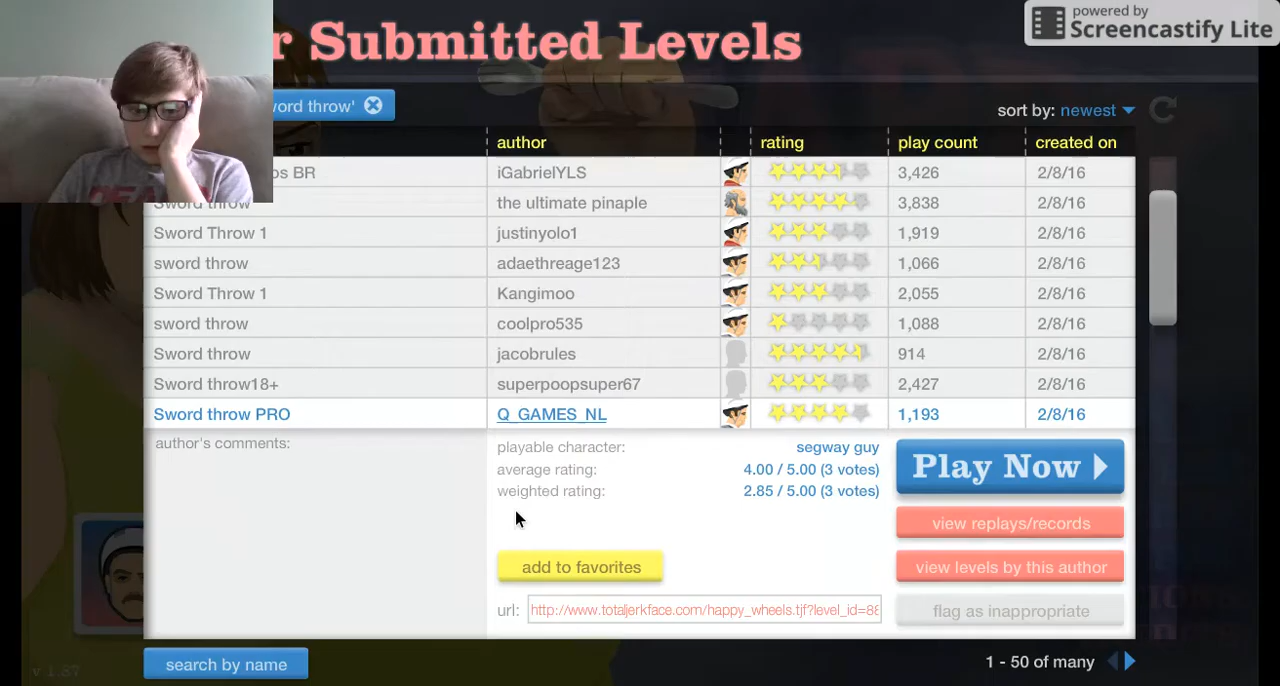 powered by
Screencastify Lite
r Submitted Levels
word throw'
sort by: newest
author rating play count created on
os BR iGabrielYLS 3,426 2/8/16
Sword throw the ultimate pinaple 3,838 2/8/16
Sword Throw 1 justinyolo1 1,919 2/8/16
sword throw adaethreage123 1,066 2/8/16
Sword Throw 1 Kangimoo 2,055 2/8/16
sword throw coolpro535 1,088 2/8/16
Sword throw jacobrules 914 2/8/16
Sword throw18+ superpoopsuper67 2,427 2/8/16
Sword throw PRO Q_GAMES_NL 1,193 2/8/16
author's comments:
playable character: segway guy
average rating: 4.00 / 5.00 (3 votes)
weighted rating: 2.85 / 5.00 (3 votes)
Play Now
view replays/records
add to favorites
view levels by this author
url: http://www.totaljerkface.com/happy_wheels.tjf?level_id=88
flag as inappropriate
search by name
1 - 50 of many
v 1.87